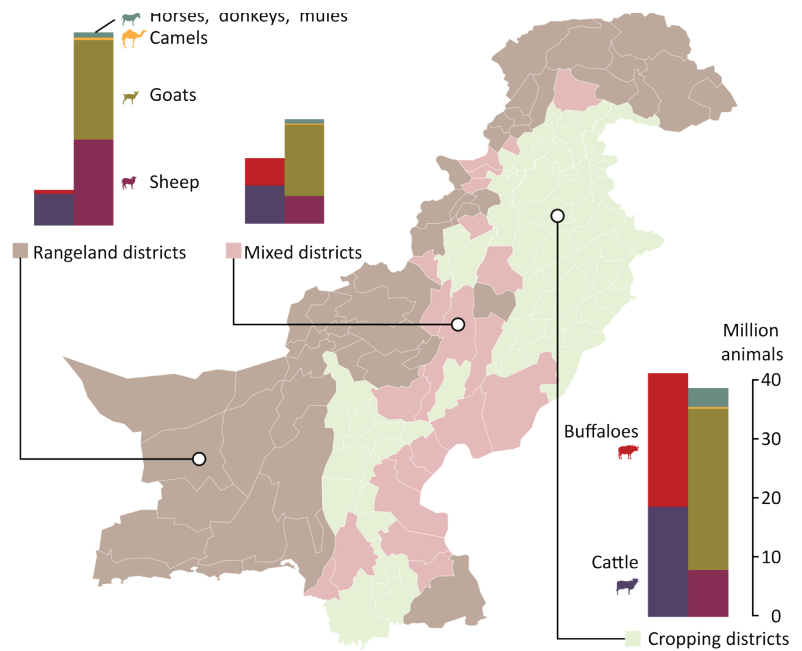 Horses, donkeys, mules
Camels
Goats
Sheep
Rangeland districts
Mixed districts
Million
animals
40
30
20
10
0
Buffaloes
Cattle
Cropping districts